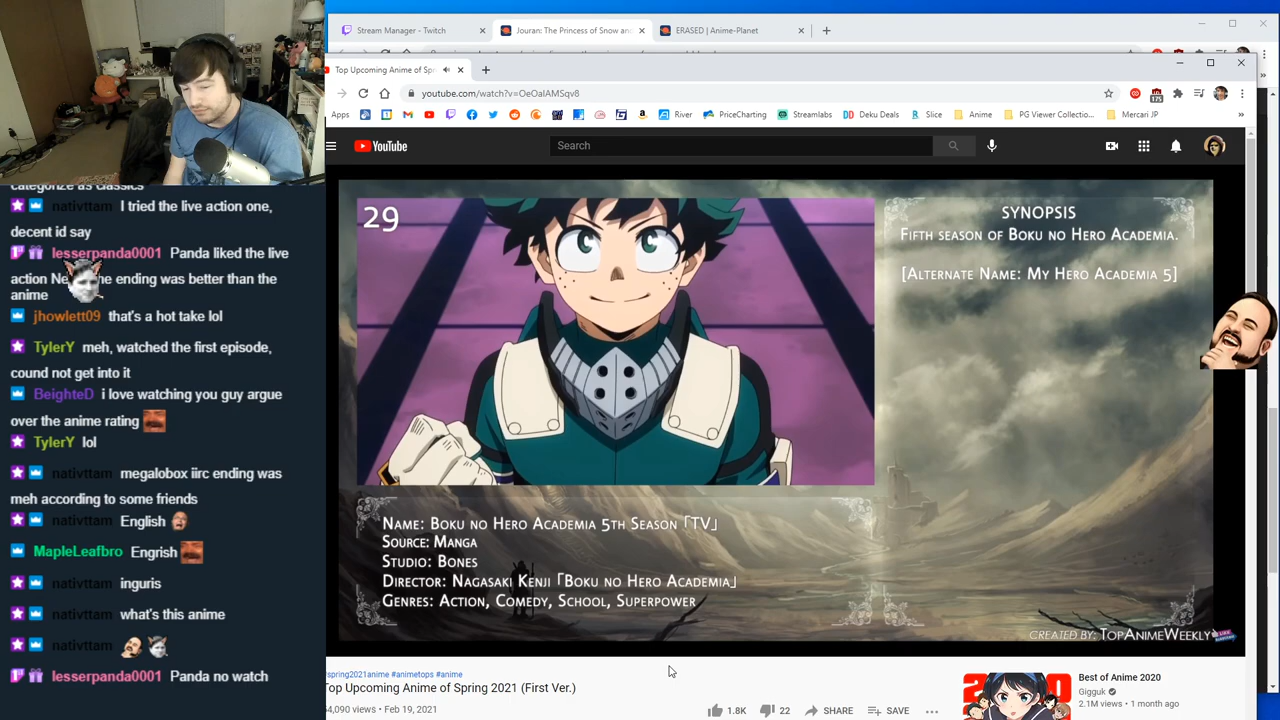 Stream Manager - Twitch
Jouran: The Princess of Snow and
ERASED | Anime-Planet
Top Upcoming Anime of Spr
youtube.com/watch?v=OeOalAMSqv8
175
Apps
River
PriceCharting
Streamlabs
DD Deku Deals
Slice
Anime
PG Viewer Collectio...
Mercari JP
YouTube
Search
29
SYNOPSIS
FIFTH SEASON OF BOKU NO HERO ACADEMIA.
[ALTERNATE NAME: MY HERO ACADEMIA 5]
NAME: BOKU NO HERO ACADEMIA 5TH SEASON「TV」
SOURCE: MANGA
STUDIO: BONES
DIRECTOR: NAGASAKI KENJI「BOKU NO HERO ACADEMIA」
GENRES: ACTION, COMEDY, SCHOOL, SUPERPOWER
CREATED BY: TOPANIMEWEEKLY
#spring2021anime #animetops #anime
Top Upcoming Anime of Spring 2021 (First Ver.)
4,090 views • Feb 19, 2021
1.8K
22
SHARE
SAVE
Best of Anime 2020
Gigguk
2.1M views • 1 month ago
categorize as classics
nativttam I tried the live action one,
decent id say
lesserpanda0001 Panda liked the live
action Ne he ending was better than the
anime
jhowlett09 that's a hot take lol
TylerY meh, watched the first episode,
cound not get into it
BeighteD i love watching you guy argue
over the anime rating
TylerY lol
nativttam megalobox iirc ending was
meh according to some friends
nativttam English
MapleLeafbro Engrish
nativttam inguris
nativttam what's this anime
nativttam
lesserpanda0001 Panda no watch